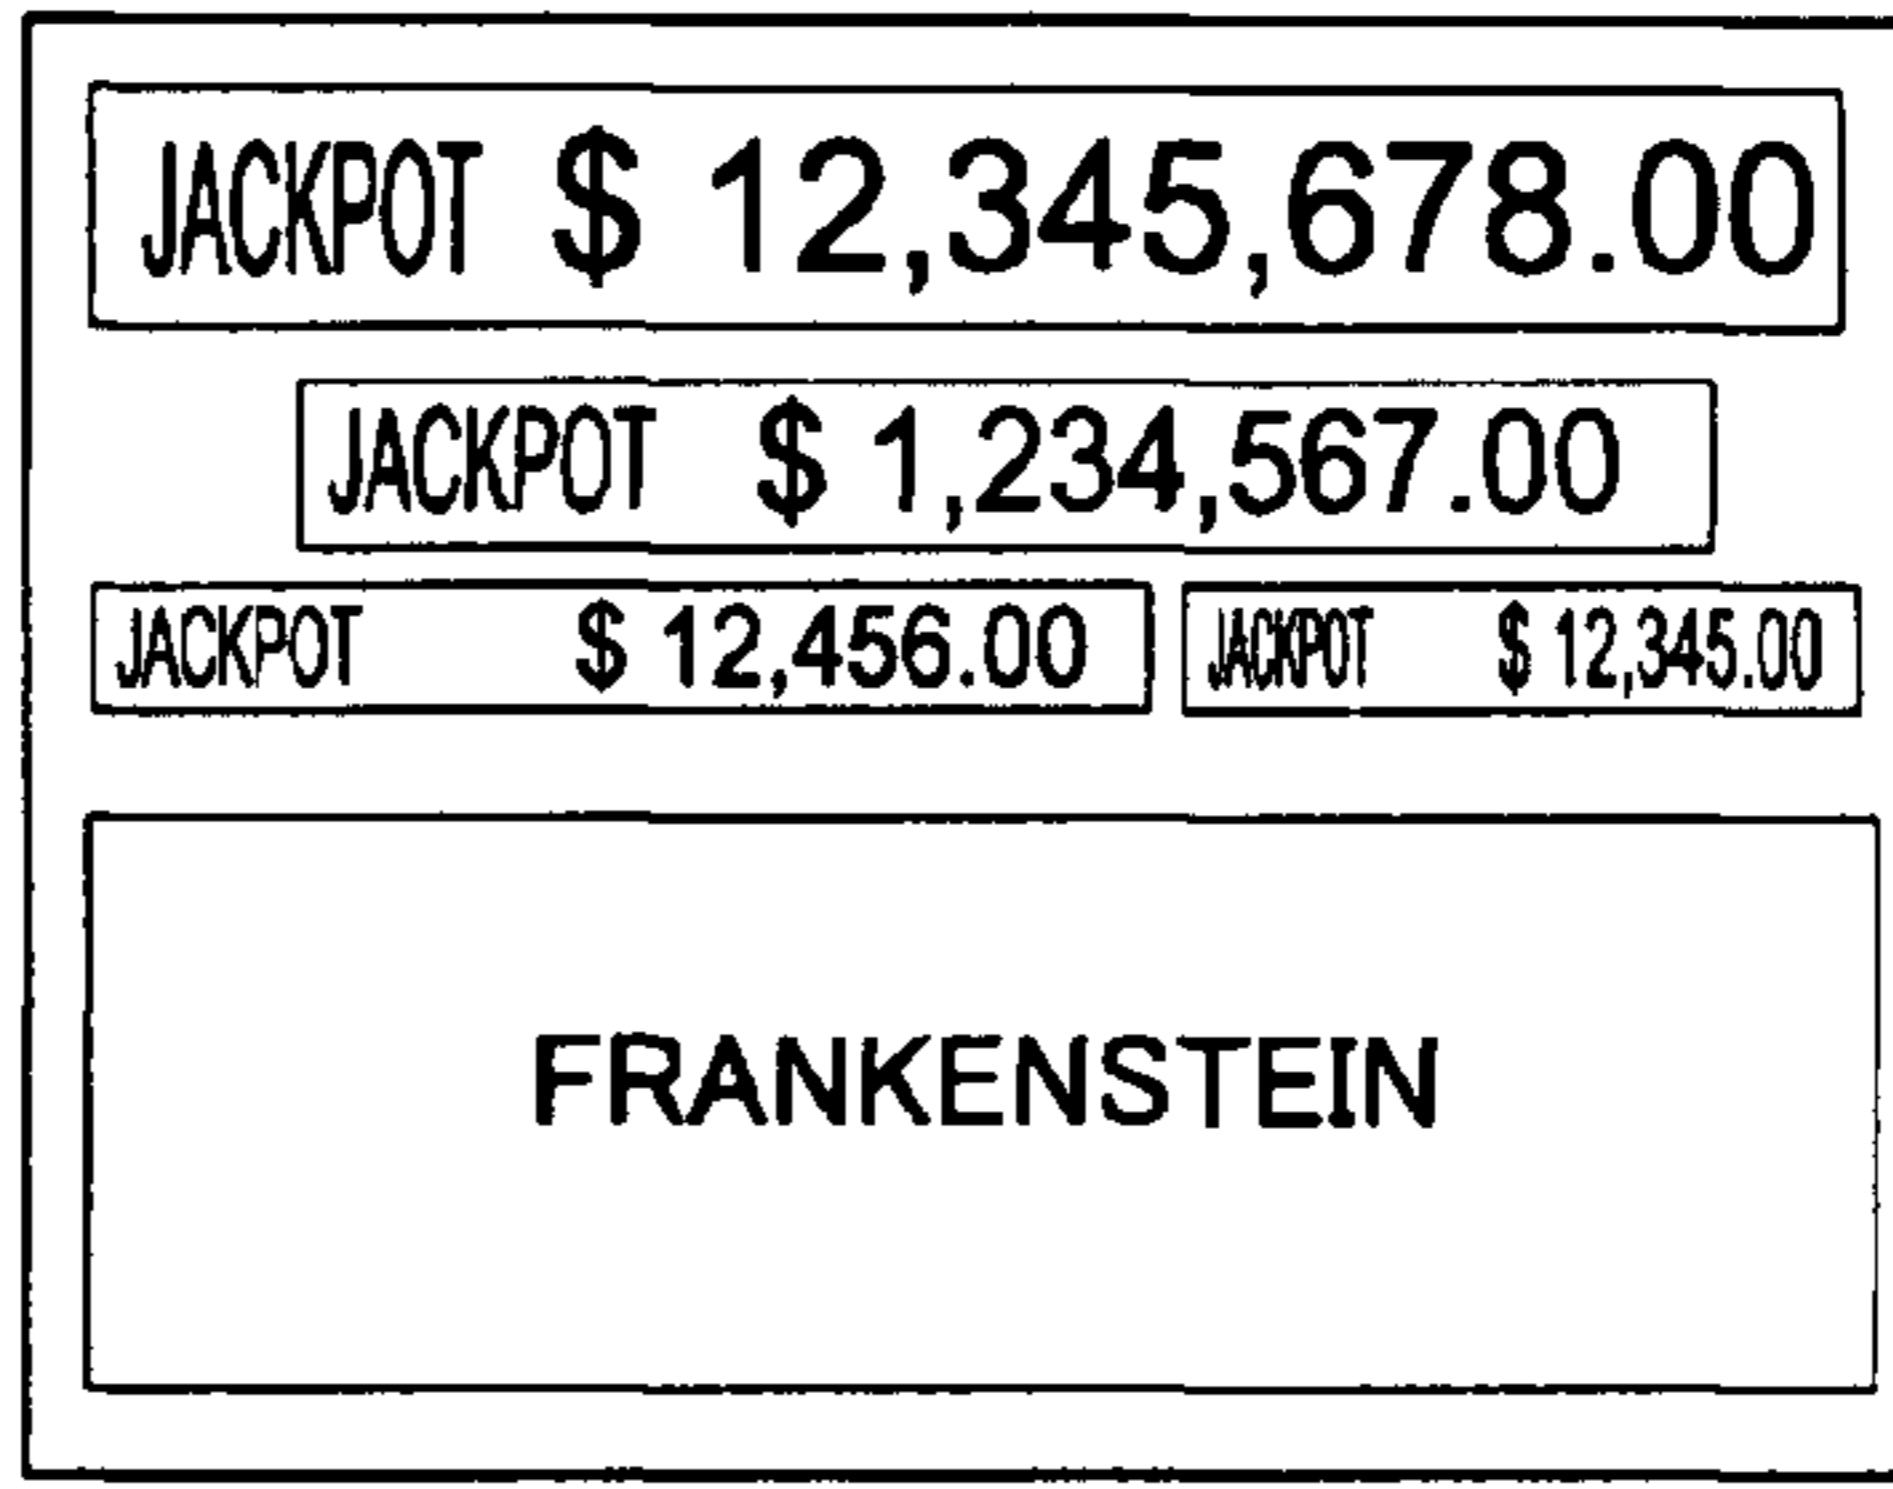 JACKPOT $ 12,345,678.00
JACKPOT $ 1,234,567.00
JACKPOT $ 12,456.00 JACKPOT $ 12,345.00
FRANKENSTEIN